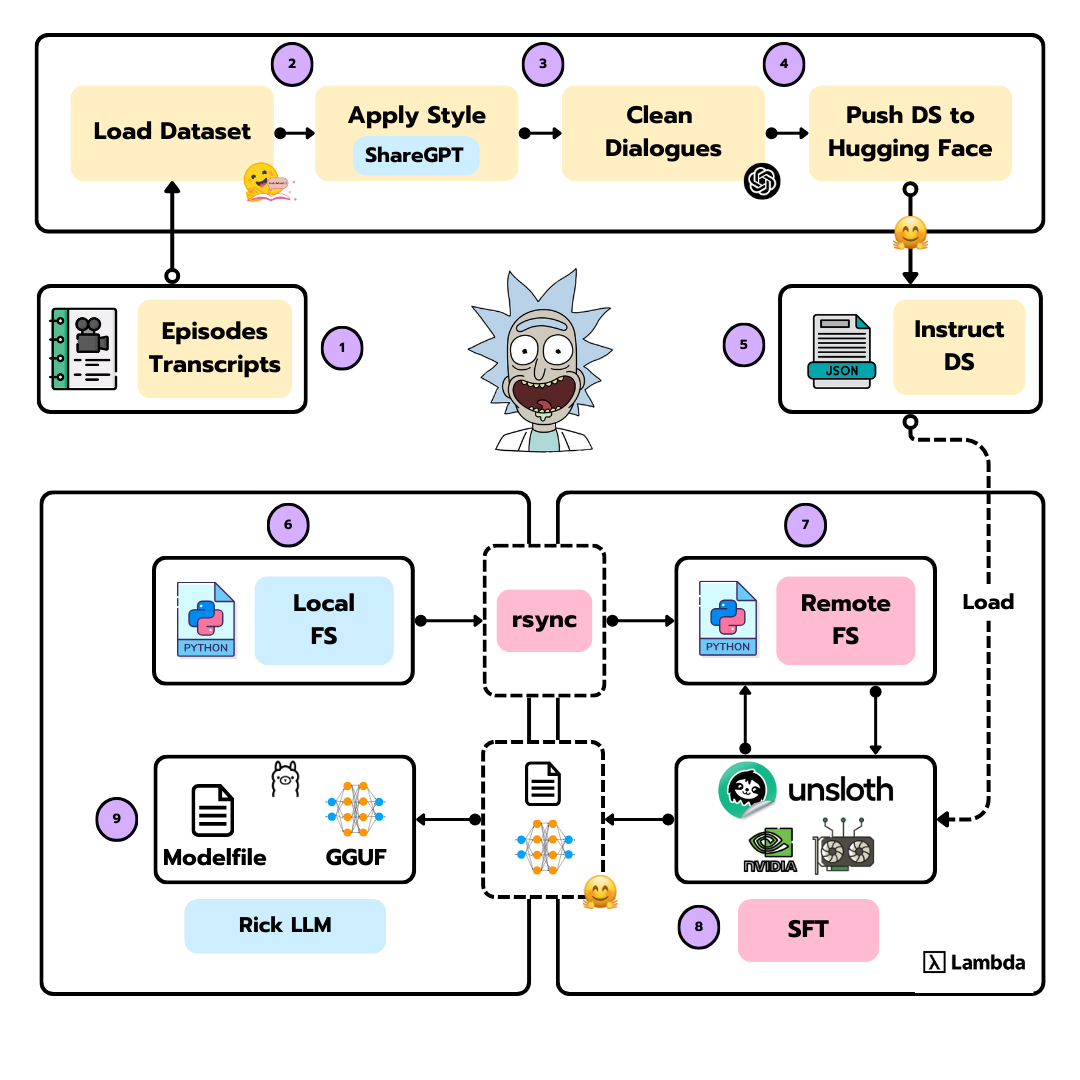 2
3
4
Load Dataset
Apply Style
ShareGPT
Clean
Dialogues
Push DS to
Hugging Face
Episodes
Transcripts
1
5
JSON
Instruct
DS
6
7
PYTHON
Local
FS
rsync
PYTHON
Remote
FS
Load
9
Modelfile
GGUF
unsloth
NVIDIA
Rick LLM
8
SFT
λ Lambda